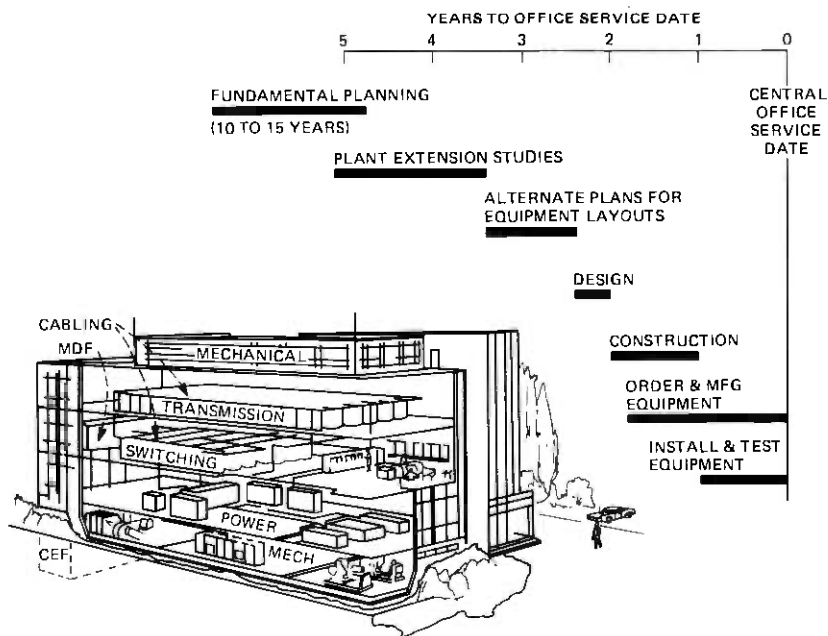 YEARS TO OFFICE SERVICE DATE
5 4 3 2 1 0
FUNDAMENTAL PLANNING
(10 TO 15 YEARS)
CENTRAL
OFFICE
SERVICE
DATE
PLANT EXTENSION STUDIES
ALTERNATE PLANS FOR
EQUIPMENT LAYOUTS
DESIGN
CONSTRUCTION
ORDER & MFG
EQUIPMENT
INSTALL & TEST
EQUIPMENT
CABLING
MDF
MECHANICAL
TRANSMISSION
SWITCHING
POWER
MECH
CEF